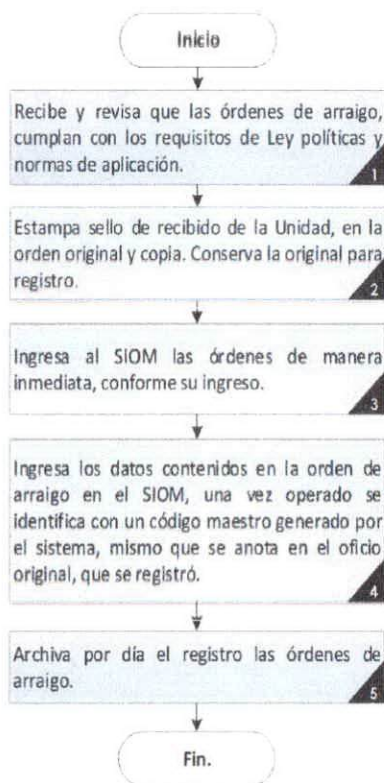 Inicio
Recibe y revisa que las órdenes de arraigo,
cumplan con los requisitos de Ley políticas y
normas de aplicación.
1
Estampa sello de recibido de la Unidad, en la
orden original y copia. Conserva la original para
registro.
2
Ingresa al SIOM las órdenes de manera
inmediata, conforme su ingreso.
3
Ingresa los datos contenidos en la orden de
arraigo en el SIOM, una vez operado se
identifica con un código maestro generado por
el sistema, mismo que se anota en el oficio
original, que se registró.
4
Archiva por día el registro las órdenes de
arraigo.
5
Fin.